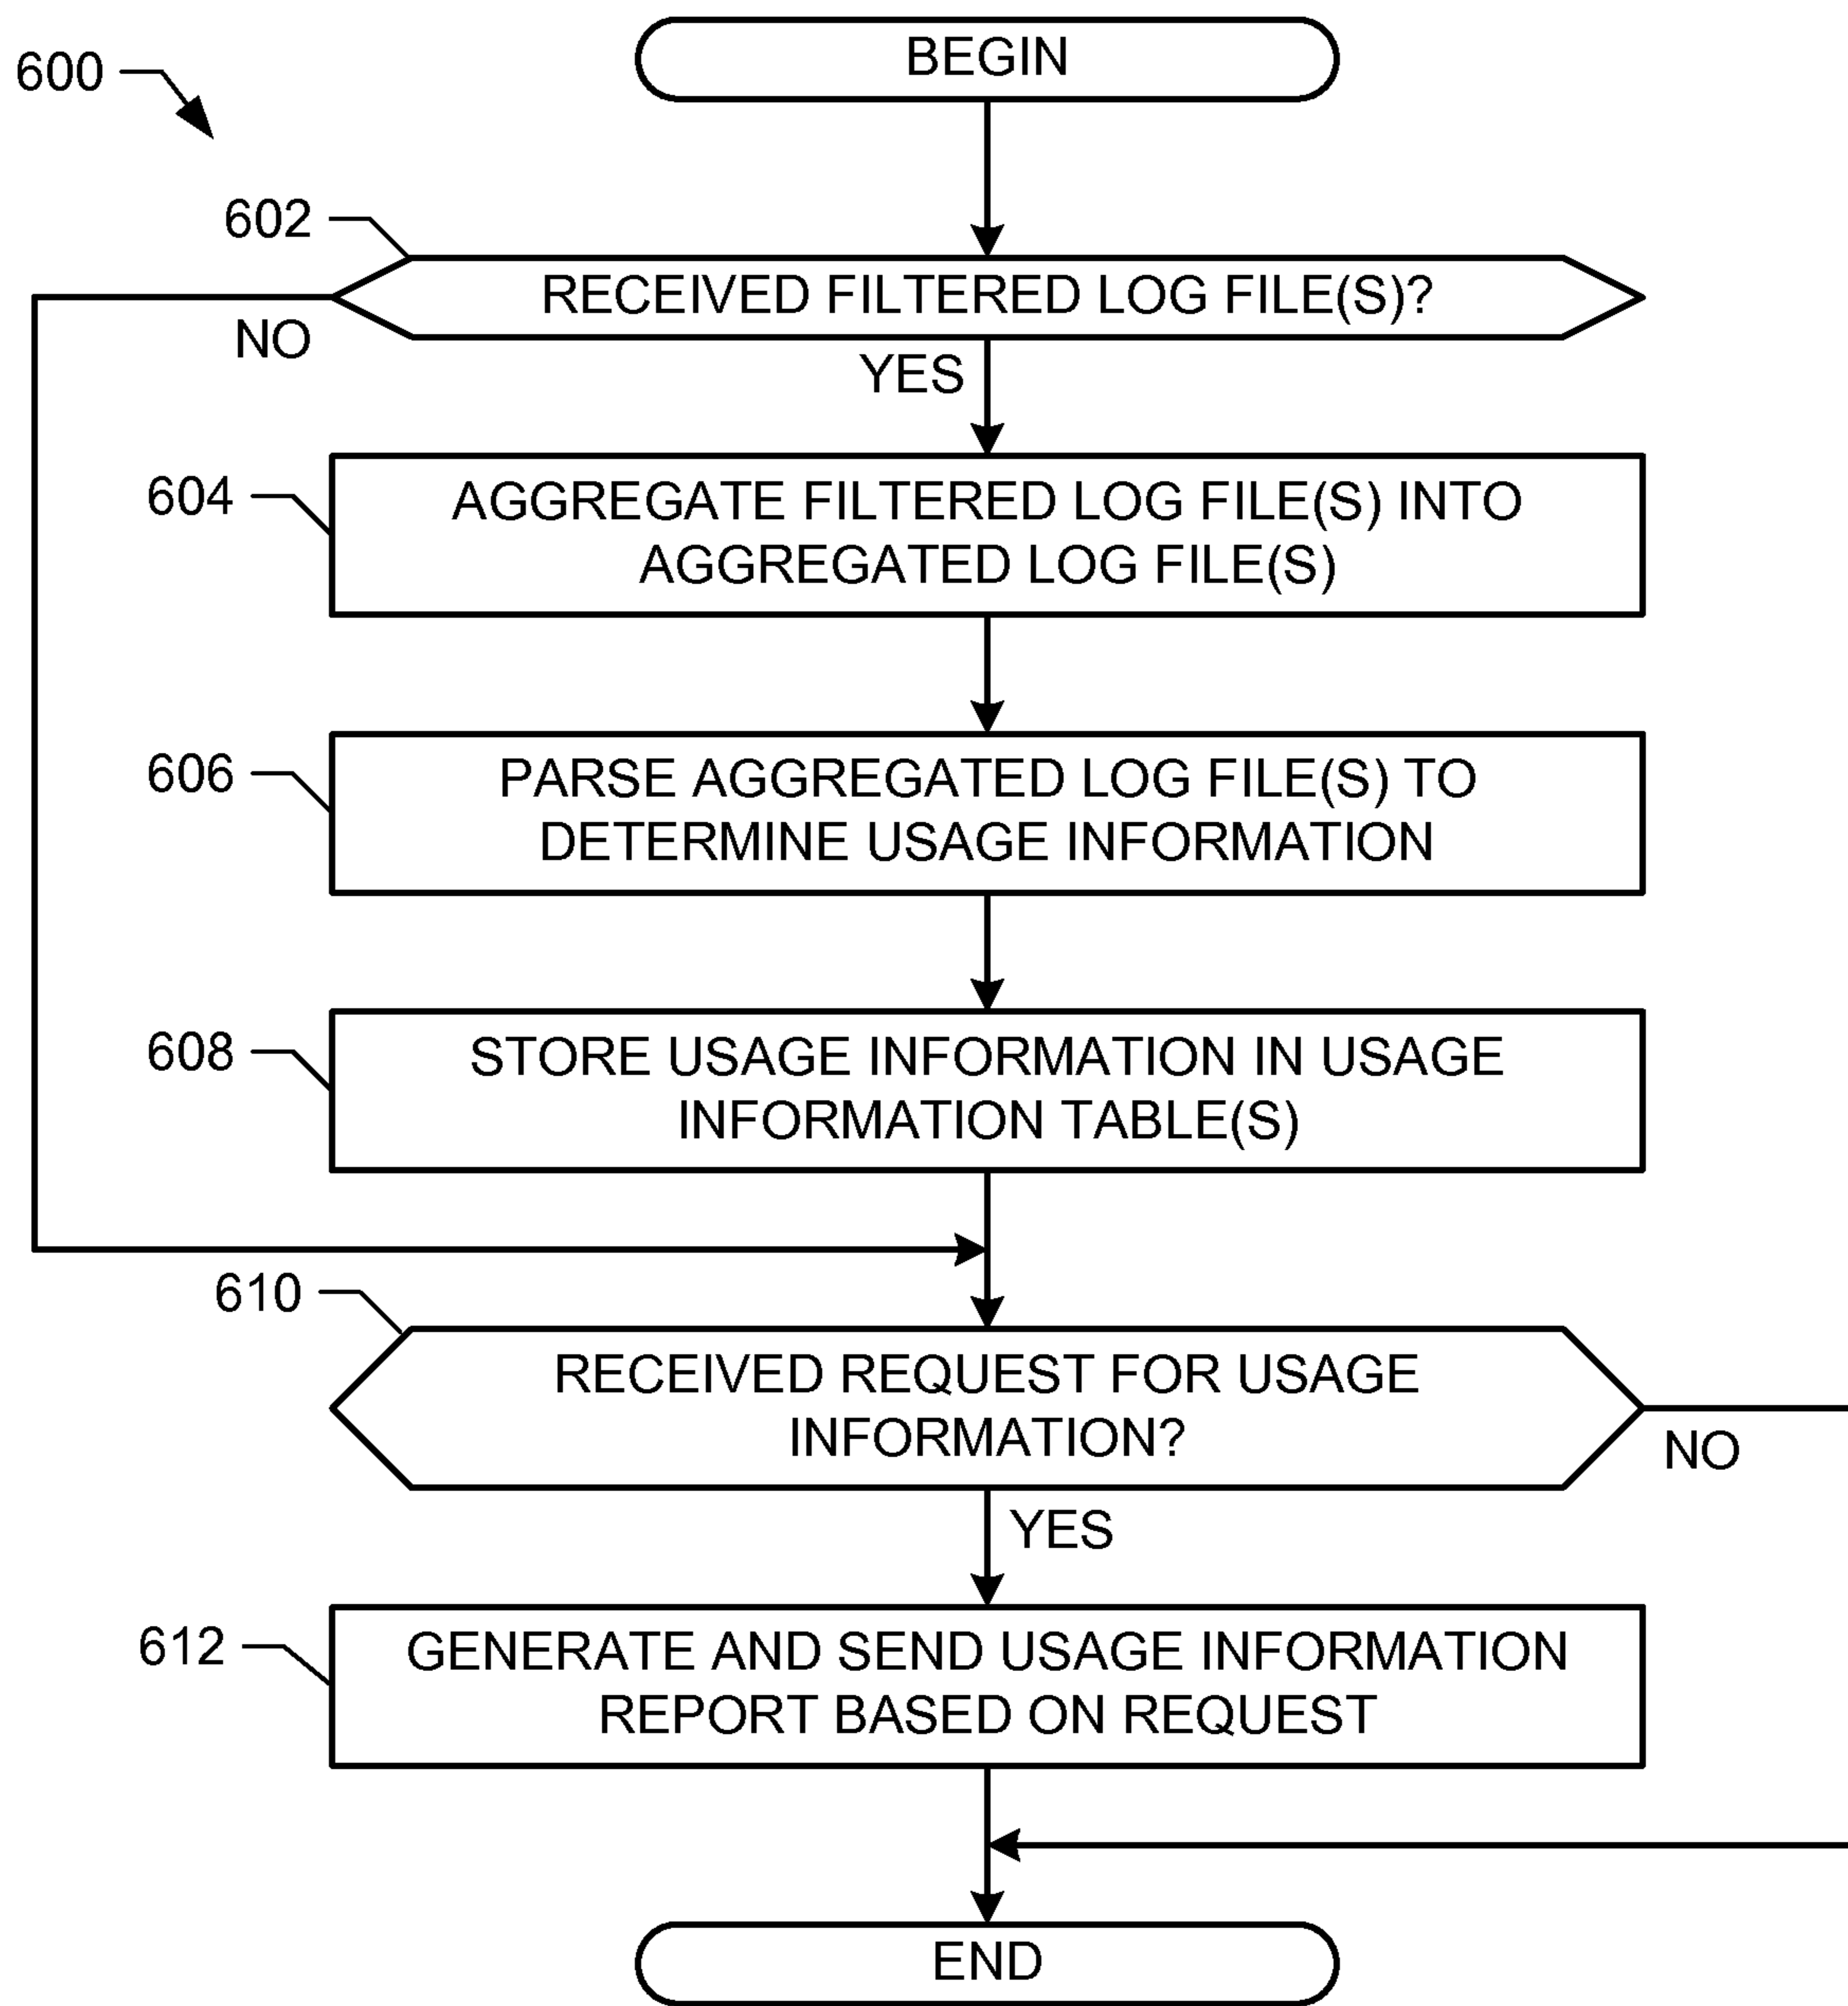 BEGIN
600
602
RECEIVED FILTERED LOG FILE(S)?
NO
YES
604
AGGREGATE FILTERED LOG FILE(S) INTO
AGGREGATED LOG FILE(S)
606
PARSE AGGREGATED LOG FILE(S) TO
DETERMINE USAGE INFORMATION
608
STORE USAGE INFORMATION IN USAGE
INFORMATION TABLE(S)
610
RECEIVED REQUEST FOR USAGE
INFORMATION?
NO
YES
612
GENERATE AND SEND USAGE INFORMATION
REPORT BASED ON REQUEST
END